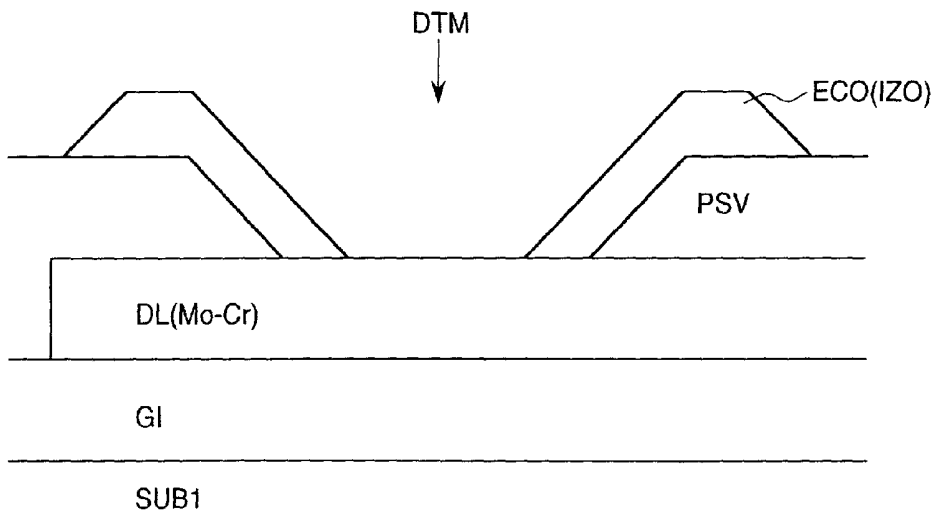 DTM
ECO(IZO)
PSV
DL(Mo-Cr)
GI
SUB1